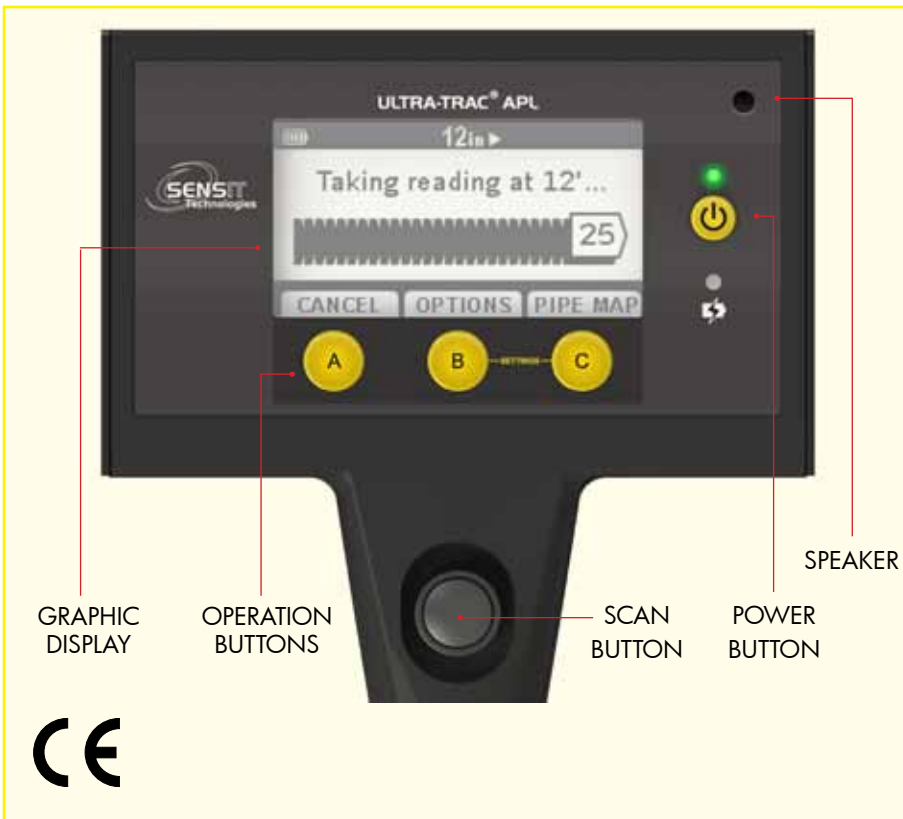 ULTRA-TRAC® APL
12in
SENSIT
Technologies
Taking reading at 12'...
25
CANCEL
OPTIONS
PIPE MAP
A
B
SETTINGS
C
SPEAKER
GRAPHIC
DISPLAY
OPERATION
BUTTONS
SCAN
BUTTON
POWER
BUTTON
CE